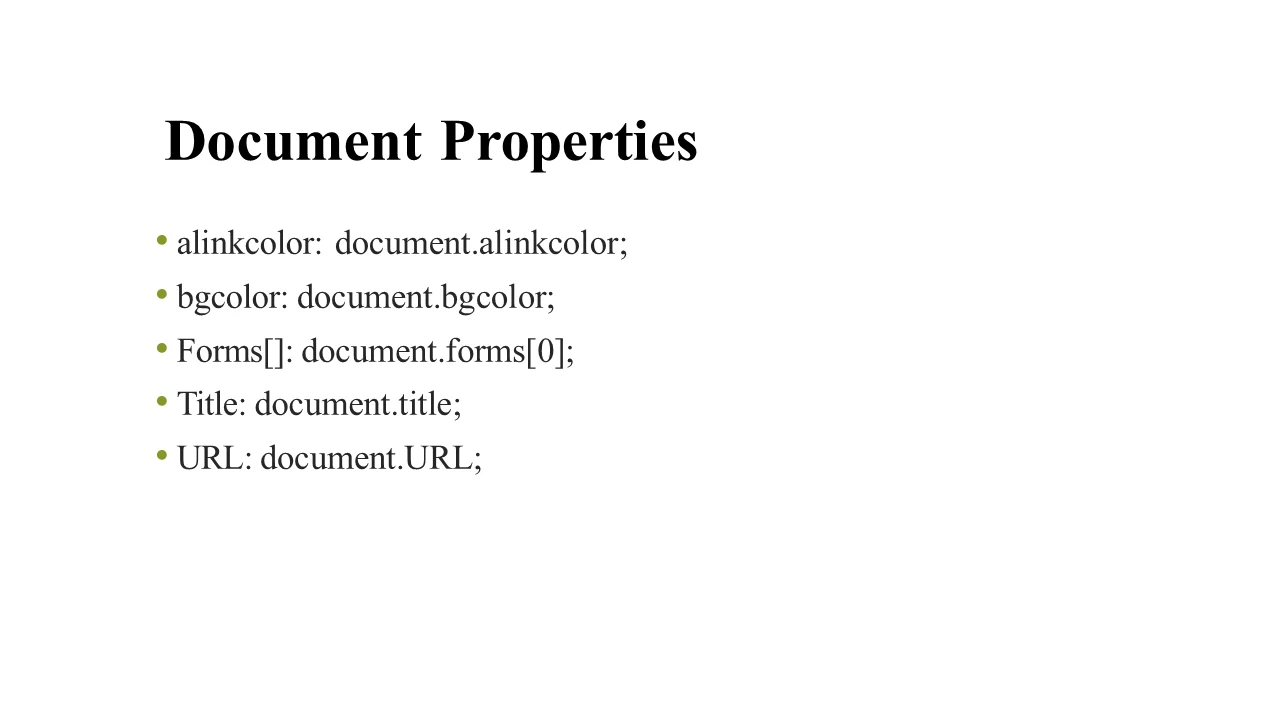 Document Properties
• alinkcolor: document.alinkcolor;
• bgcolor: document.bgcolor;
• Forms[]: document.forms[0];
• Title: document.title;
• URL: document.URL;